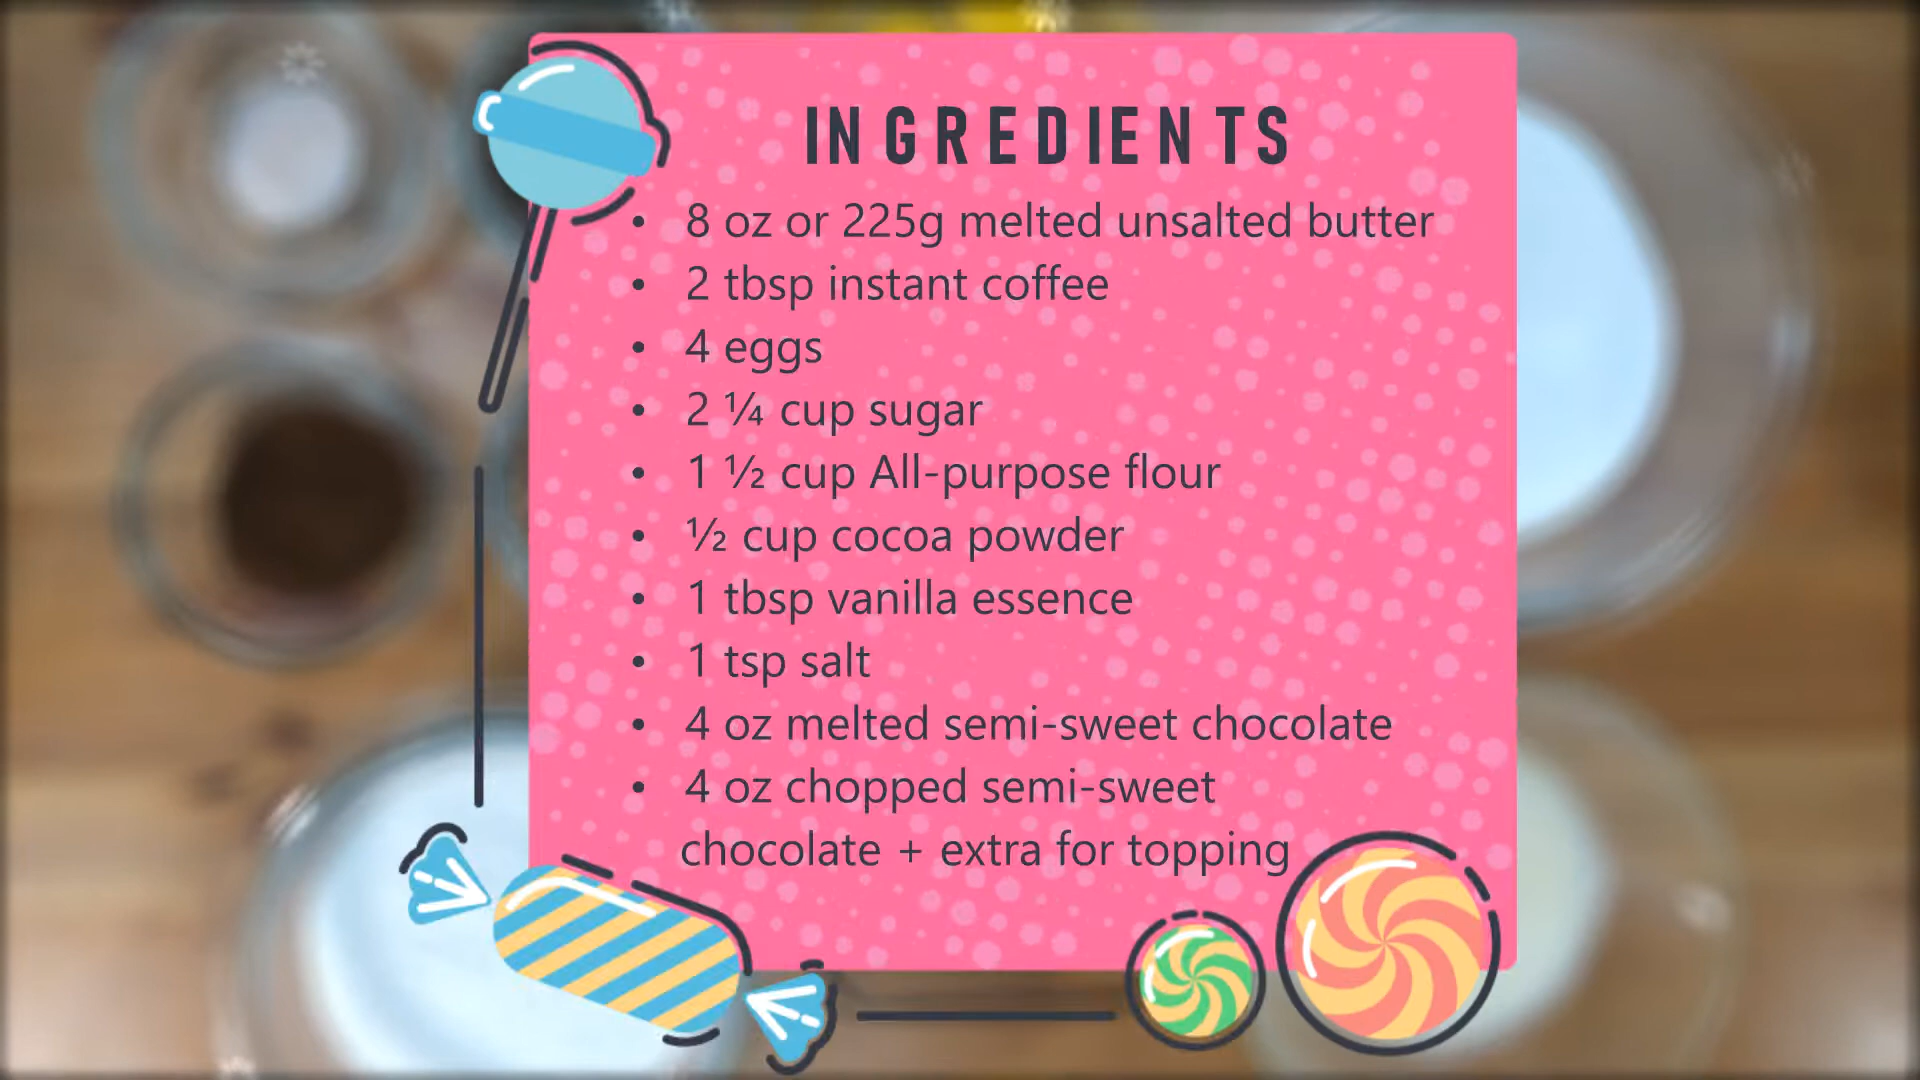 INGREDIENTS
• 8 oz or 225g melted unsalted butter
• 2 tbsp instant coffee
• 4 eggs
• 2 ¼ cup sugar
• 1 ½ cup All-purpose flour
• ½ cup cocoa powder
• 1 tbsp vanilla essence
• 1 tsp salt
• 4 oz melted semi-sweet chocolate
• 4 oz chopped semi-sweet
chocolate + extra for topping